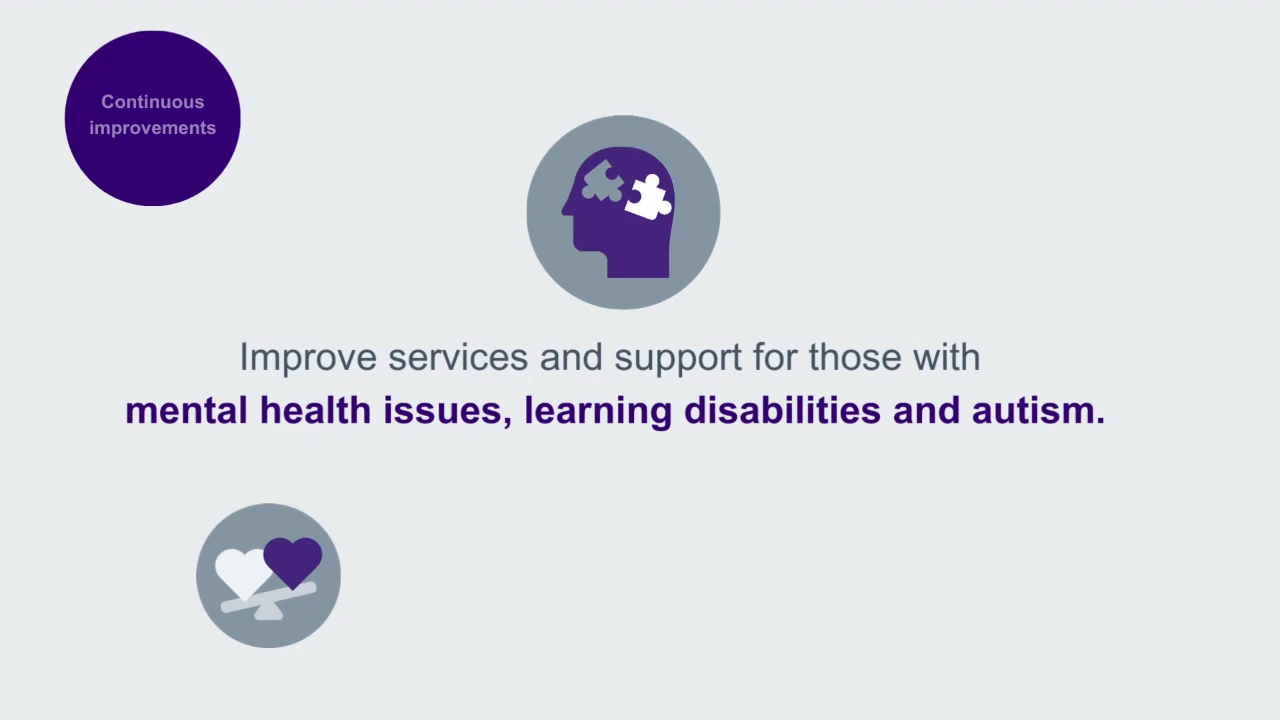 Continuous
improvements
Improve services and support for those with
mental health issues, learning disabilities and autism.